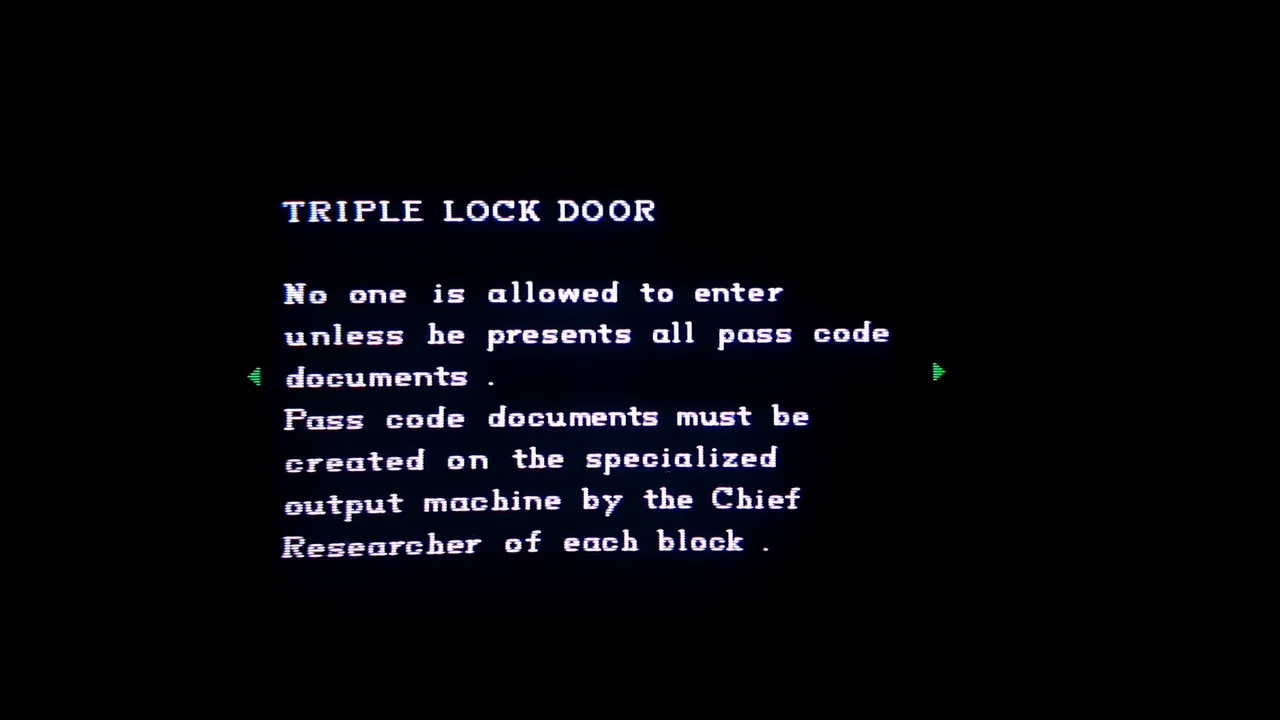 TRIPLE LOCK DOOR
No one is allowed to enter
unless he presents all pass code
documents .
Pass code documents must be
created on the specialized
output machine by the Chief
Researcher of each block .